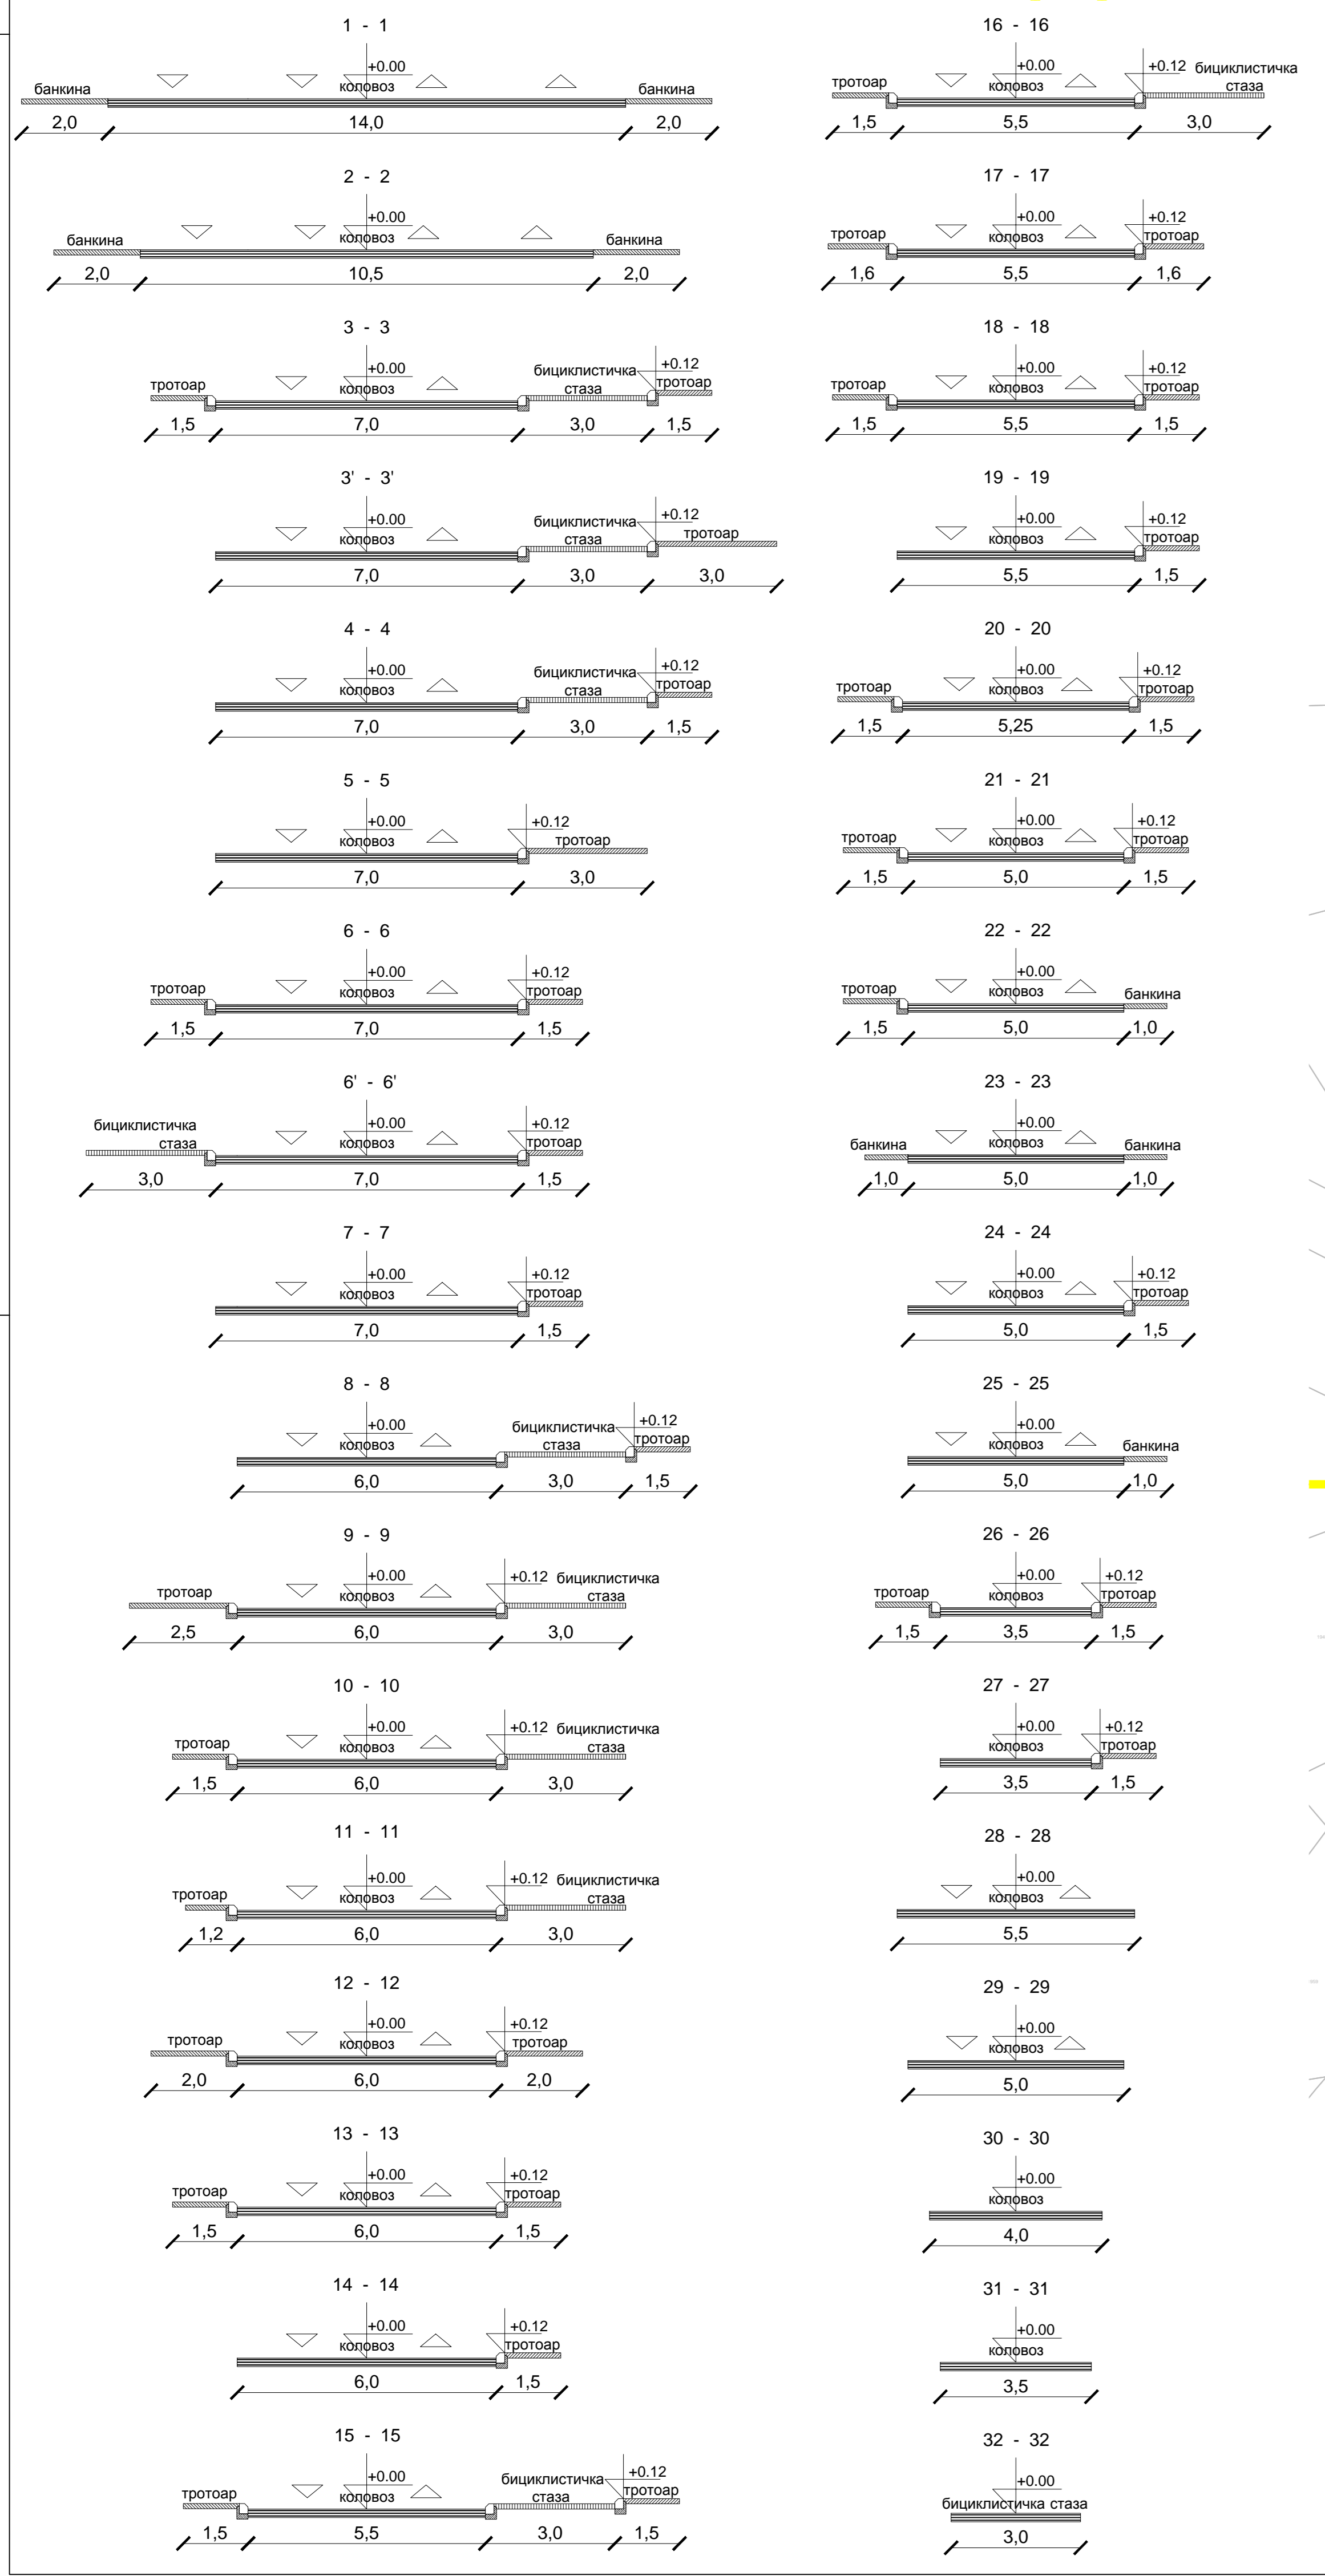 1 - 1
+0.00
банкина коловоз банкина
2,0 14,0 2,0
2 - 2
+0.00
банкина коловоз банкина
2,0 10,5 2,0
3 - 3
бициклистичка +0.12
+0.00
тротоар коловоз стаза тротоар
1,5 7,0 3,0 1,5
3' - 3'
+0.00 бициклистичка +0.12
коловоз стаза тротоар
7,0 3,0 3,0
4 - 4
+0.00 бициклистичка +0.12
коловоз стаза тротоар
7,0 3,0 1,5
5 - 5
+0.00 +0.12
коловоз тротоар
7,0 3,0
6 - 6
+0.00 +0.12
тротоар коловоз тротоар
1,5 7,0 1,5
6' - 6'
бициклистичка +0.00 +0.12
стаза коловоз тротоар
3,0 7,0 1,5
7 - 7
+0.00 +0.12
коловоз тротоар
7,0 1,5
8 - 8
+0.00 бициклистичка +0.12
коловоз стаза тротоар
6,0 3,0 1,5
9 - 9
+0.00 +0.12 бициклистичка
тротоар коловоз стаза
2,5 6,0 3,0
10 - 10
+0.00 +0.12 бициклистичка
тротоар коловоз стаза
1,5 6,0 3,0
11 - 11
+0.00 +0.12 бициклистичка
тротоар коловоз стаза
1,2 6,0 3,0
12 - 12
+0.00 +0.12
тротоар коловоз тротоар
2,0 6,0 2,0
13 - 13
+0.00 +0.12
тротоар коловоз тротоар
1,5 6,0 1,5
14 - 14
+0.00 +0.12
коловоз тротоар
6,0 1,5
15 - 15
+0.00 бициклистичка +0.12
тротоар коловоз стаза тротоар
1,5 5,5 3,0 1,5
16 - 16
+0.00 +0.12 бициклистичка
тротоар коловоз стаза
1,5 5,5 3,0
17 - 17
+0.00 +0.12
тротоар коловоз тротоар
1,6 5,5 1,6
18 - 18
+0.00 +0.12
тротоар коловоз тротоар
1,5 5,5 1,5
19 - 19
+0.00 +0.12
коловоз тротоар
5,5 1,5
20 - 20
+0.00 +0.12
тротоар коловоз тротоар
1,5 5,25 1,5
21 - 21
+0.00 +0.12
тротоар коловоз тротоар
1,5 5,0 1,5
22 - 22
+0.00
тротоар коловоз банкина
1,5 5,0 1,0
23 - 23
+0.00
банкина коловоз банкина
1,0 5,0 1,0
24 - 24
+0.00 +0.12
коловоз тротоар
5,0 1,5
25 - 25
+0.00
коловоз банкина
5,0 1,0
26 - 26
+0.00 +0.12
тротоар коловоз тротоар
1,5 3,5 1,5
27 - 27
+0.00 +0.12
коловоз тротоар
3,5 1,5
28 - 28
+0.00
коловоз
5,5
29 - 29
+0.00
коловоз
5,0
30 - 30
+0.00
коловоз
4,0
31 - 31
+0.00
коловоз
3,5
32 - 32
+0.00
бициклистичка стаза
3,0